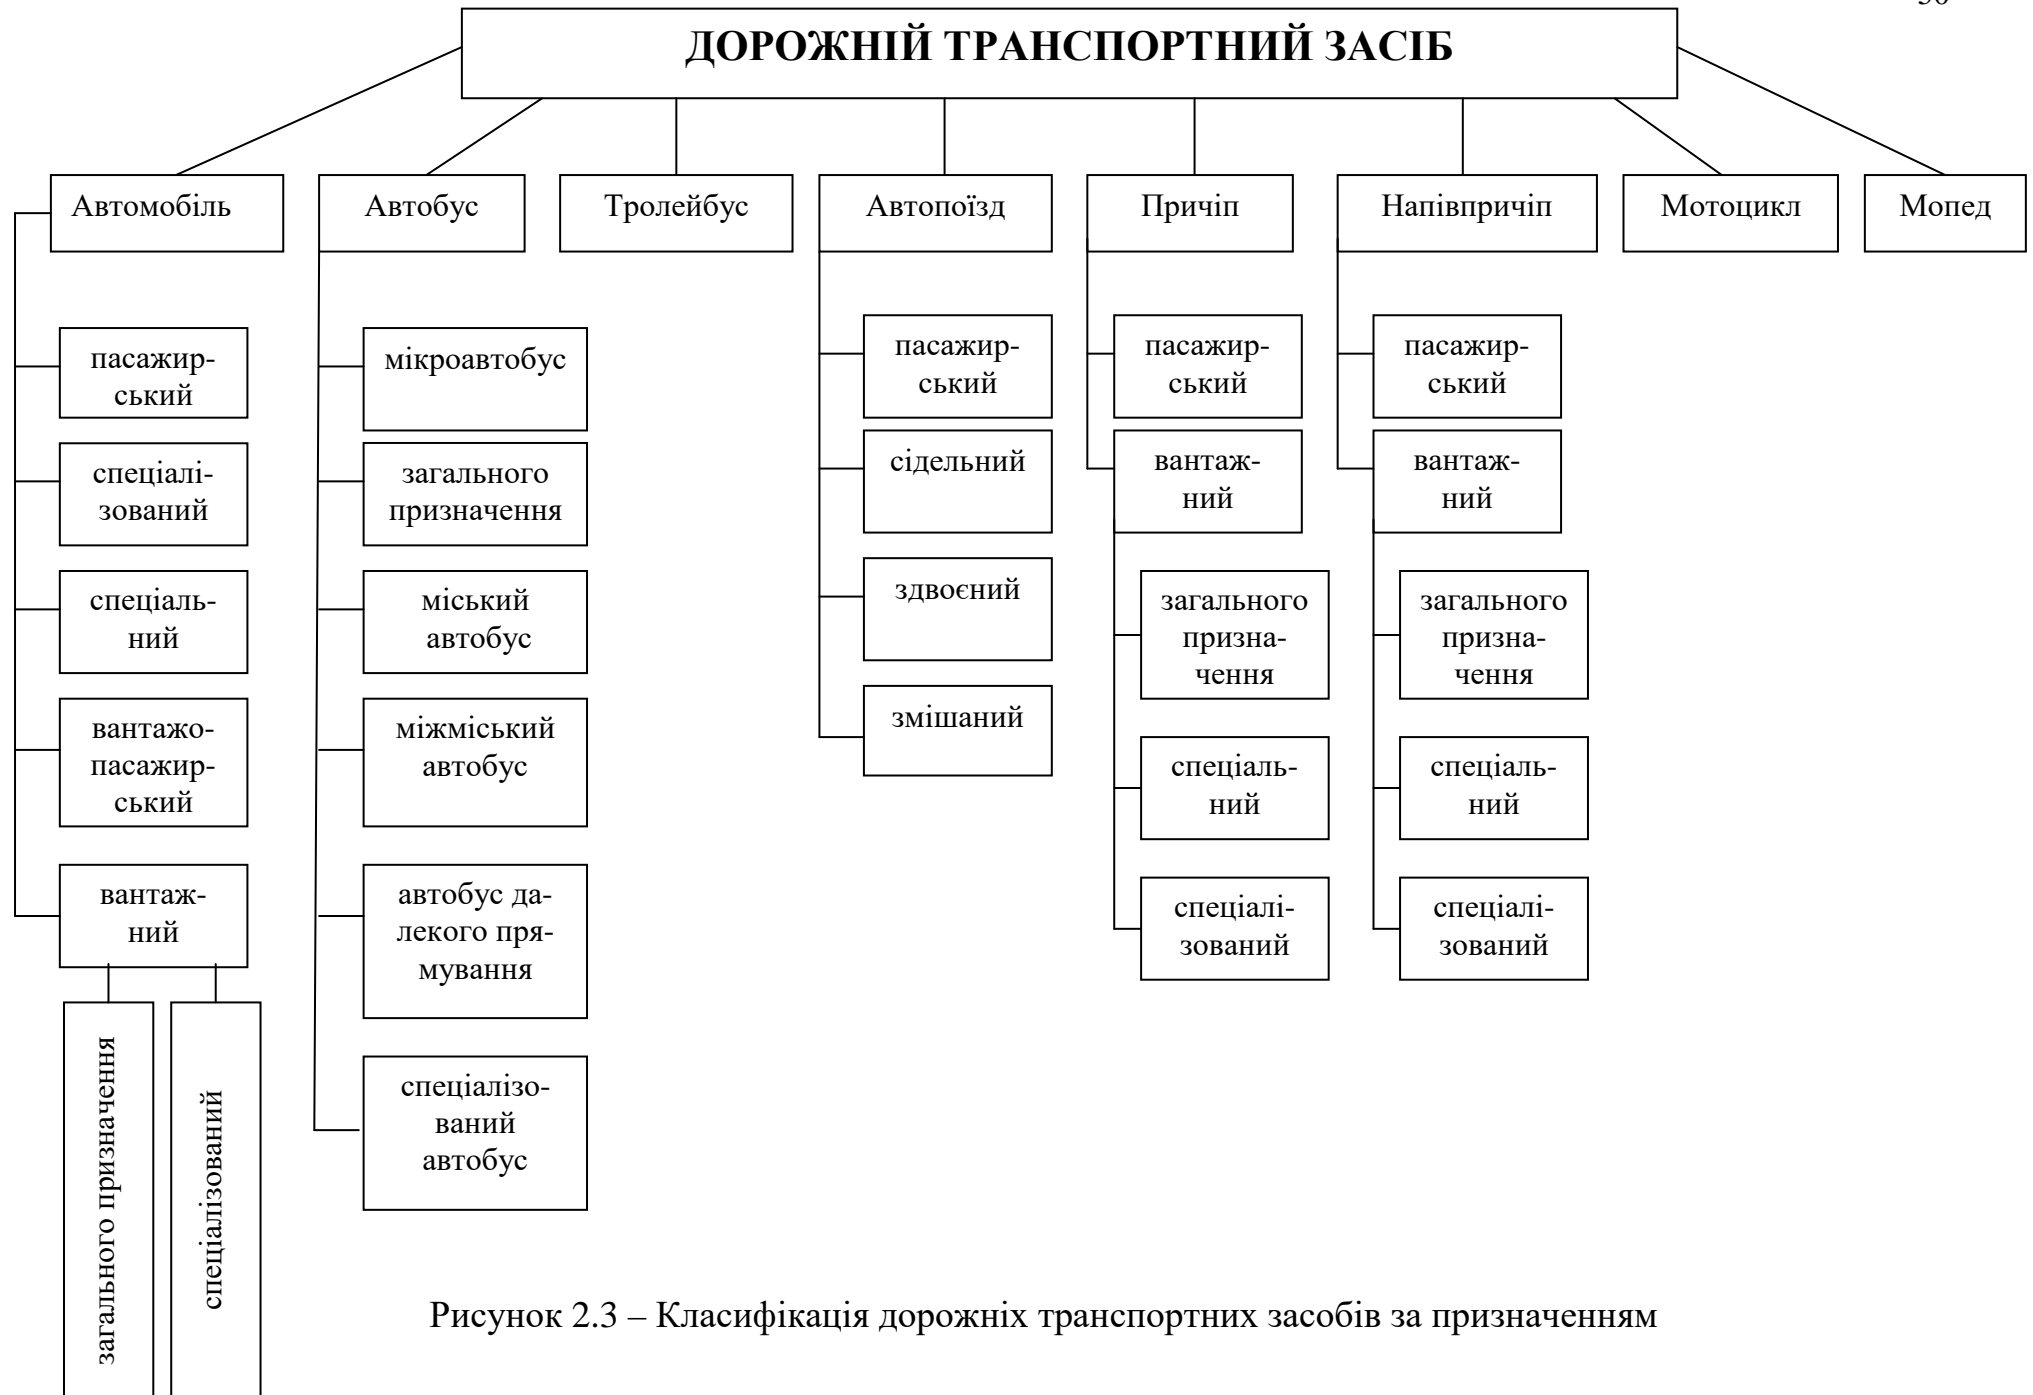 ДОРОЖНІЙ ТРАНСПОРТНИЙ ЗАСІБ
Автомобіль
Автобус
Тролейбус
Автопоїзд
Причіп
Напівпричіп
Мотоцикл
Мопед
пасажир-
ський
спеціалі-
зований
спеціаль-
ний
вантажо-
пасажир-
ський
вантаж-
ний
загального призначення
спеціалізований
мікроавтобус
загального
призначення
міський
автобус
міжміський
автобус
автобус да-
лекого пря-
мування
спеціалізо-
ваний
автобус
пасажир-
ський
сідельний
здвоєний
змішаний
пасажир-
ський
вантаж-
ний
загального
призна-
чення
спеціаль-
ний
спеціалі-
зований
пасажир-
ський
вантаж-
ний
загального
призна-
чення
спеціаль-
ний
спеціалі-
зований
Рисунок 2.3 – Класифікація дорожніх транспортних засобів за призначенням